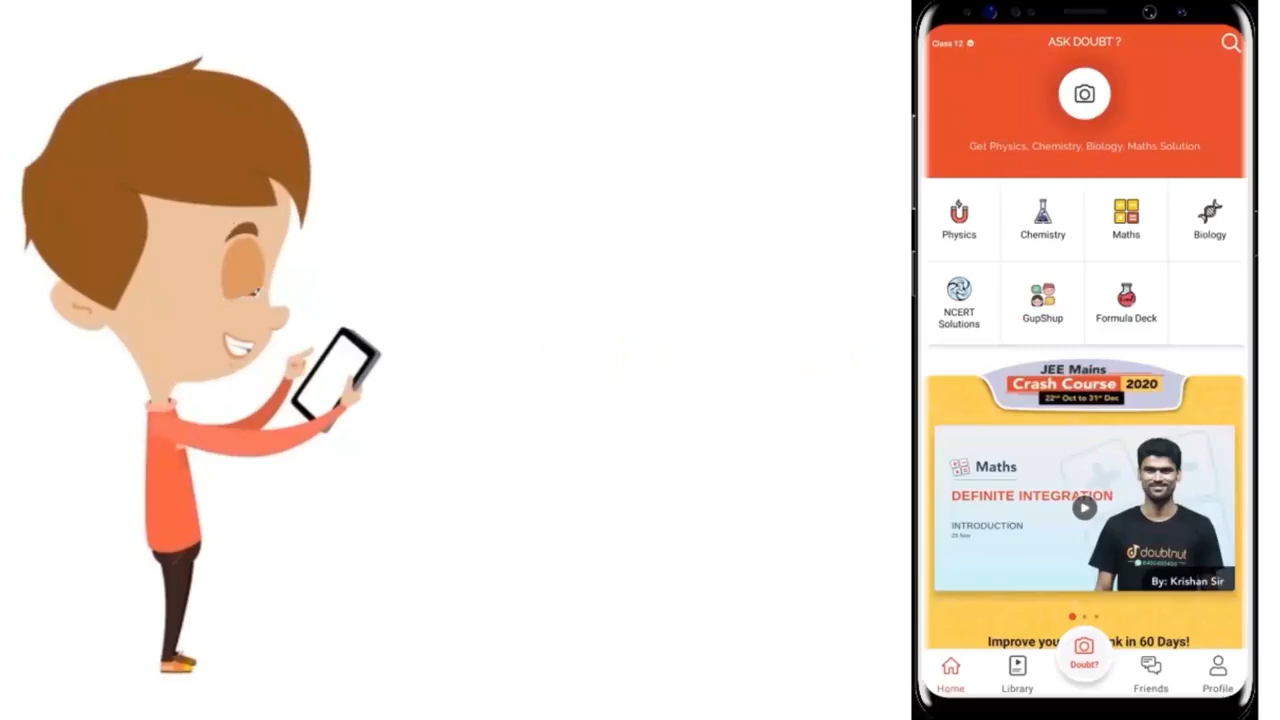 Class 12
ASK DOUBT ?
Get Physics, Chemistry, Biology, Maths Solution
Physics
Chemistry
Maths
Biology
NCERT
Solutions
GupShup
Formula Deck
JEE Mains
Crash Course 2020
22nd Oct to 31st Dec
Maths
DEFINITE INTEGRATION
INTRODUCTION
doubtnut
By: Krishan Sir
Improve you nk in 60 Days!
Doubt?
Home
Library
Friends
Profile